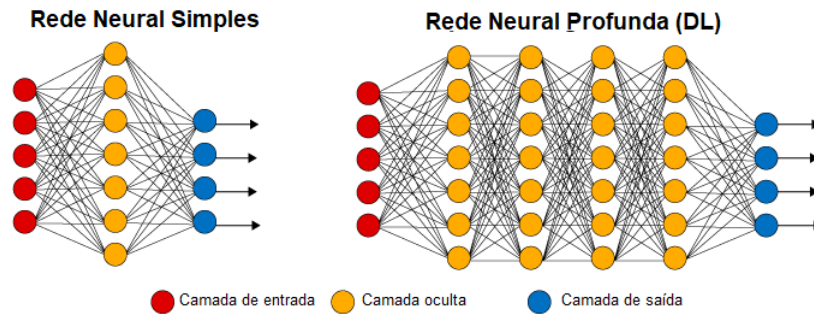 Rede Neural Simples
Rede Neural Profunda (DL)
Camada de entrada
Camada oculta
Camada de saída